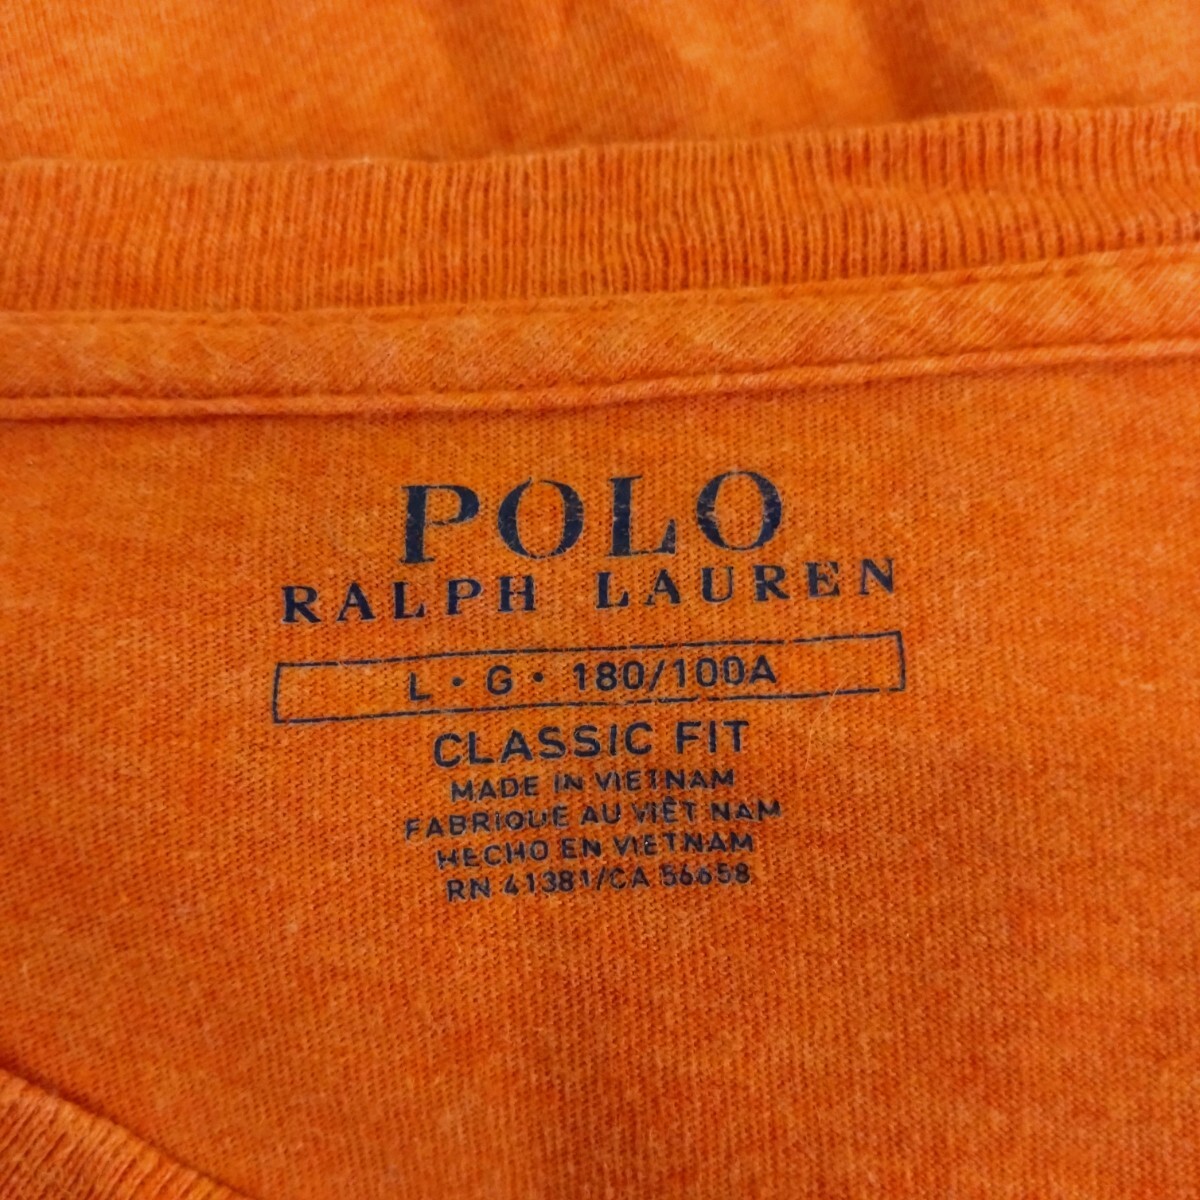 POLO
RALPH LAUREN
L • G • 180/100A
CLASSIC FIT
MADE IN VIETNAM
FABRIQUE AU VIÊT NAM
HECHO EN VIETNAM
RN 41381/CA 56658